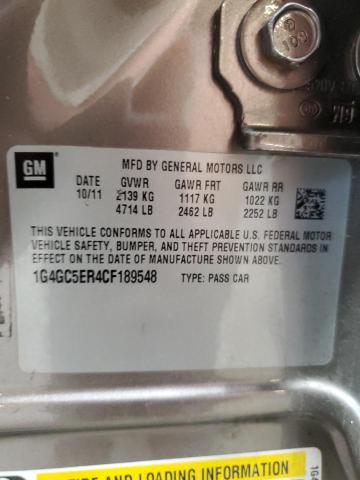 GM
MFD BY GENERAL MOTORS LLC
DATE GVWR GAWR FRT GAWR RR
10/11 2139 KG 1117 KG 1022 KG
4714 LB 2462 LB 2252 LB
THIS VEHICLE CONFORMS TO ALL APPLICABLE U.S. FEDERAL MOTOR
VEHICLE SAFETY, BUMPER, AND THEFT PREVENTION STANDARDS IN
EFFECT ON THE DATE OF MANUFACTURE SHOWN ABOVE.
1G4GC5ER4CF189548 TYPE: PASS CAR
AND LOADING INFORMATION